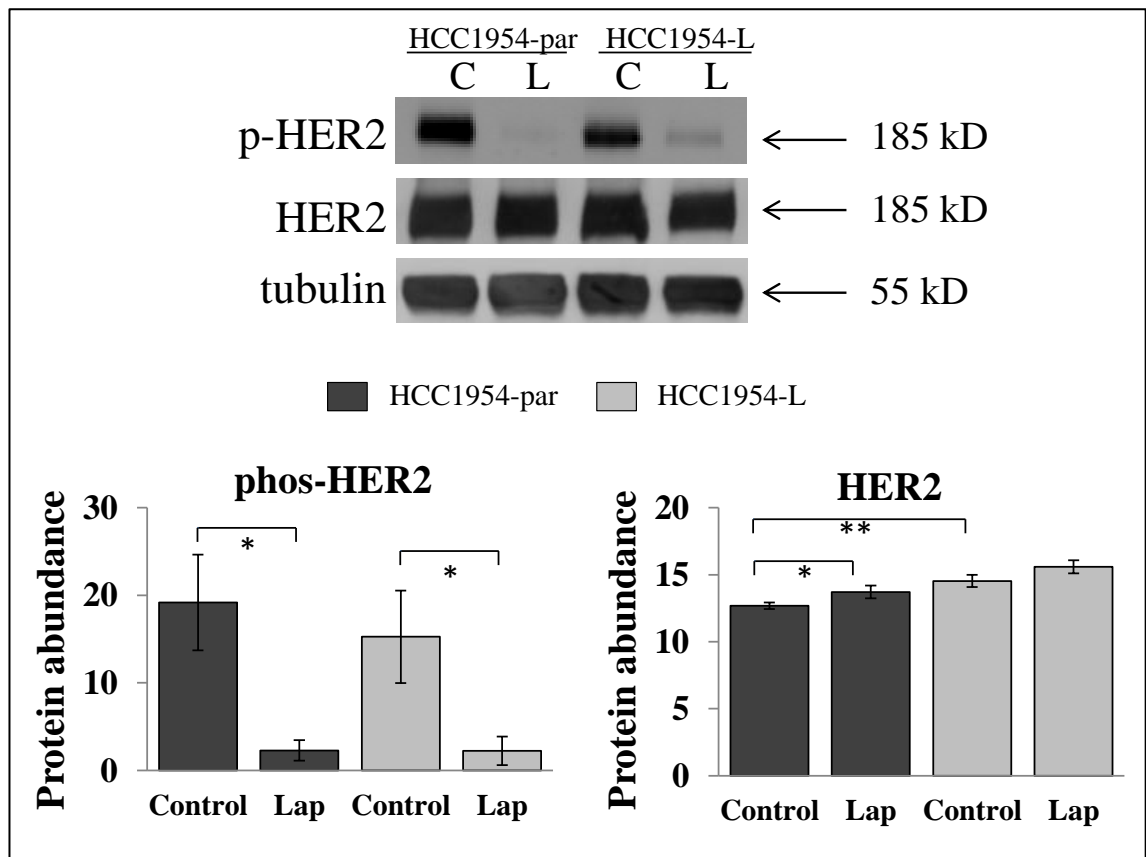 HCC1954-par HCC1954-L
C L C L
p-HER2 185 kD
HER2 185 kD
tubulin 55 kD
HCC1954-par HCC1954-L
phos-HER2
Protein abundance
30
20
10
0
* *
Control Lap Control Lap
HER2
Protein abundance
20
15
10
5
0
**
*
Control Lap Control Lap